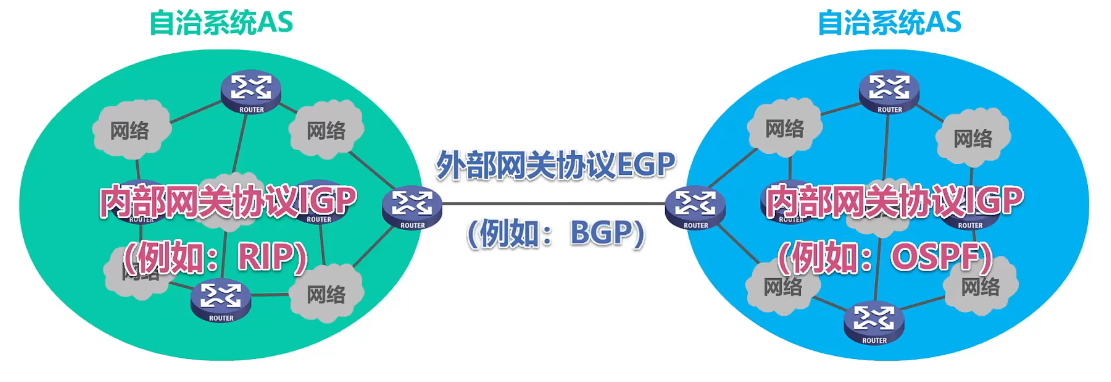 自治系统AS
自治系统AS
ROUTER
ROUTER
网络
网络
网络
网络
外部网关协议EGP
(例如：BGP)
内部网关协议IGP
(例如：RIP)
内部网关协议IGP
(例如：OSPF)
ROUTER
ROUTER
ROUTER
ROUTER
ROUTER
网络
网络
网络
网络
ROUTER
ROUTER